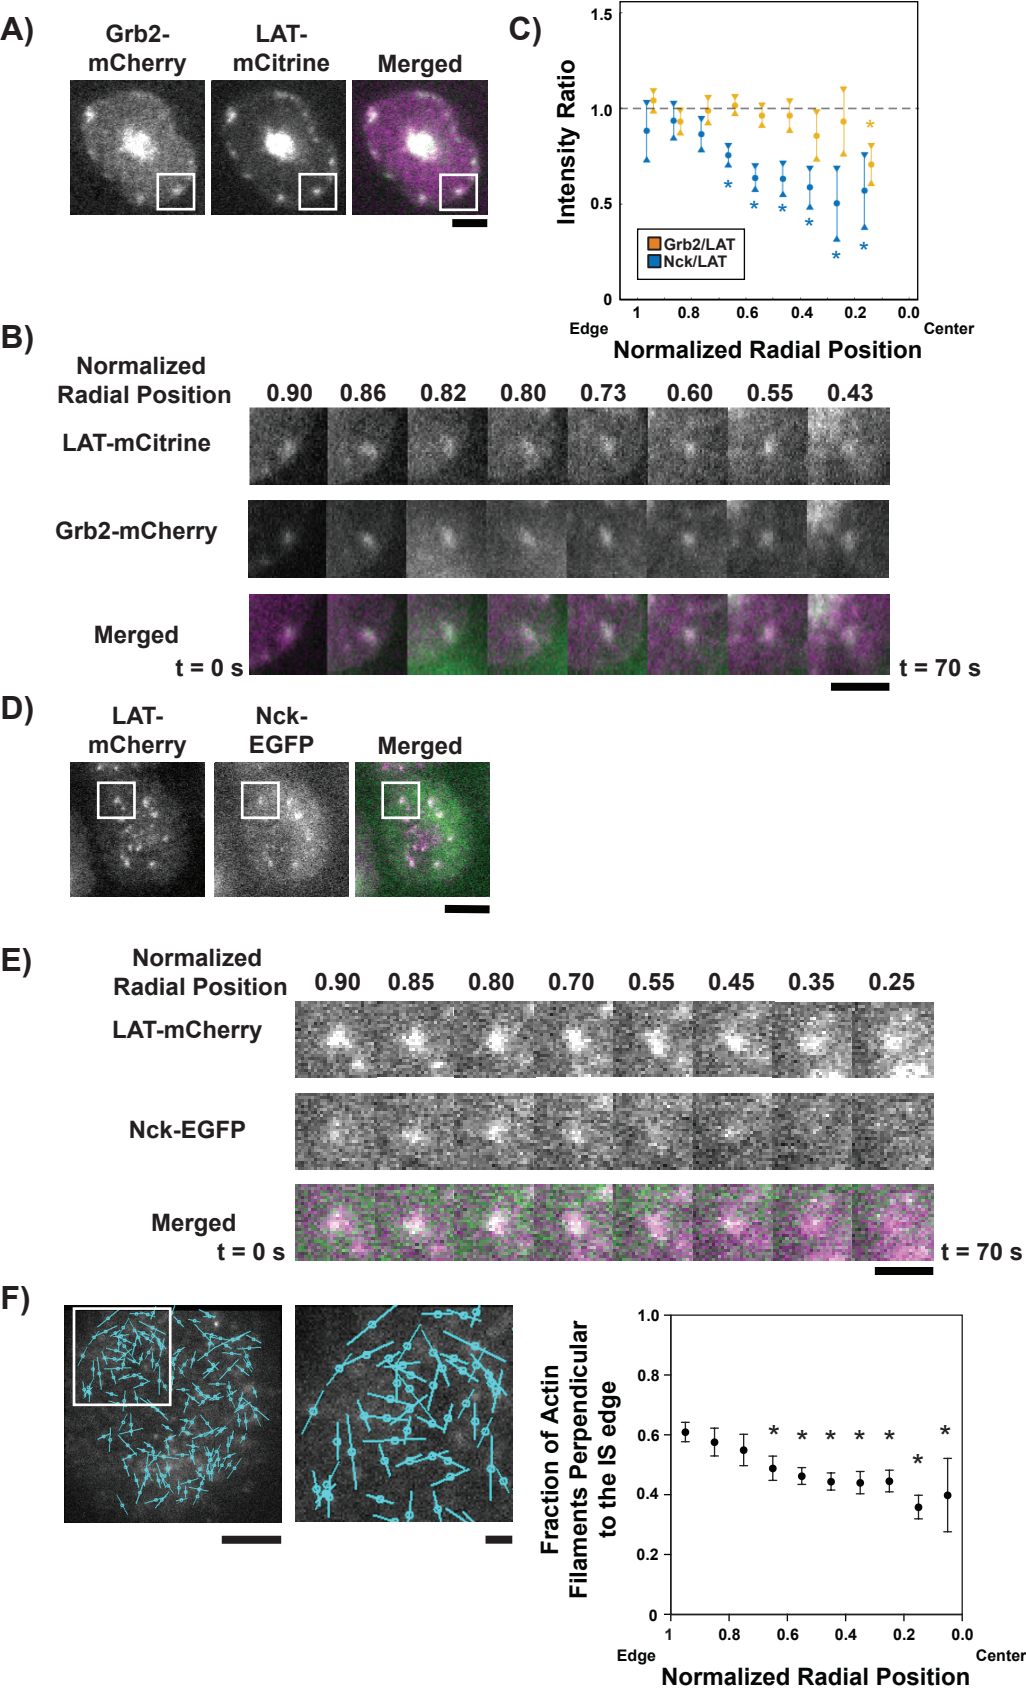 A)
Grb2-
mCherry
LAT-
mCitrine
Merged
C)
Intensity Ratio
1.5
1.0
0.5
0
*
*
*
*
*
*
*
Grb2/LAT
Nck/LAT
1 0.8 0.6 0.4 0.2 0.0
Edge Center
Normalized Radial Position
B)
Normalized
Radial Position 0.90 0.86 0.82 0.80 0.73 0.60 0.55 0.43
LAT-mCitrine
Grb2-mCherry
Merged
t = 0 s t = 70 s
D)
LAT-
mCherry
Nck-
EGFP
Merged
E)
Normalized
Radial Position 0.90 0.85 0.80 0.70 0.55 0.45 0.35 0.25
LAT-mCherry
Nck-EGFP
Merged
t = 0 s t = 70 s
F)
Fraction of Actin
Filaments Perpendicular
to the IS edge
1.0
0.8
0.6
0.4
0.2
0
* * * * * * *
1 0.8 0.6 0.4 0.2 0.0
Edge Center
Normalized Radial Position